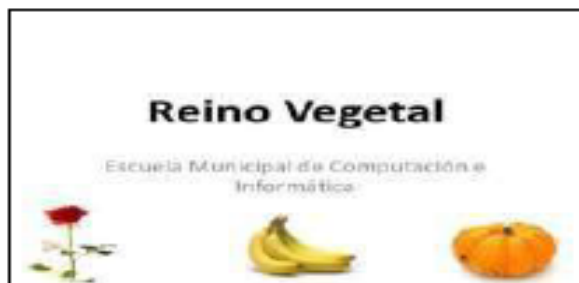 Reino Vegetal
Escuela Municipal de Computación e
Informática